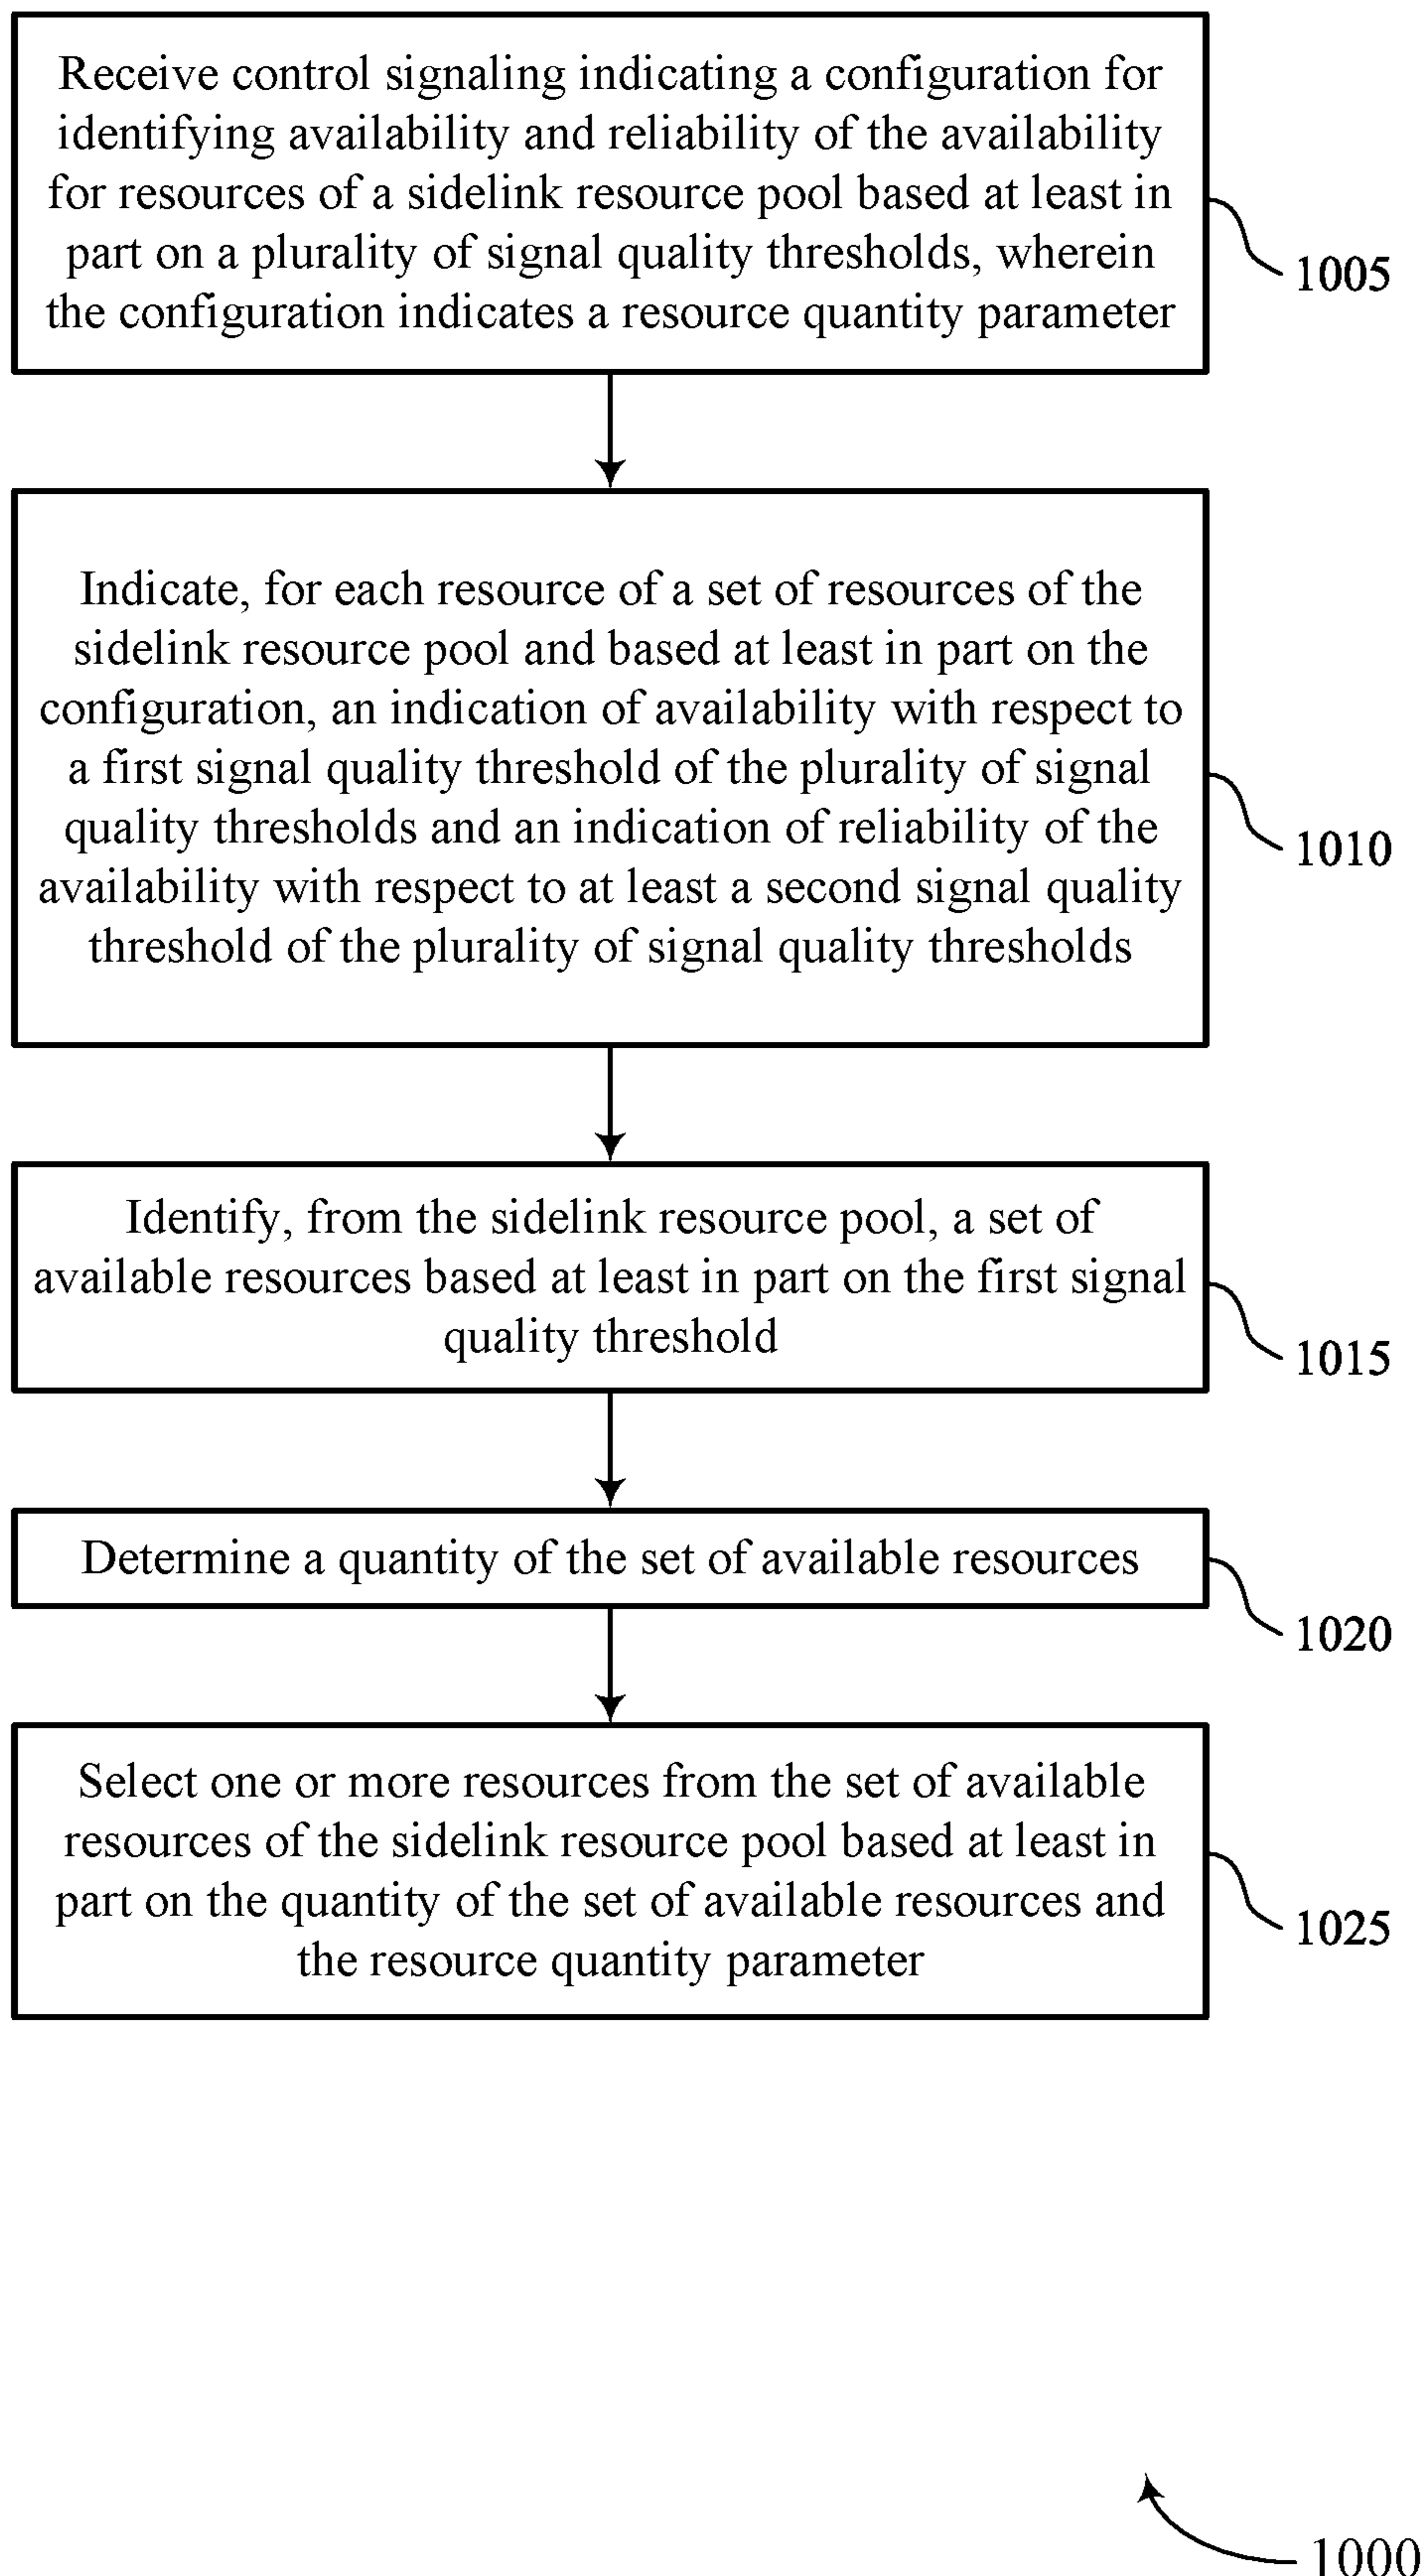 Receive control signaling indicating a configuration for
identifying availability and reliability of the availability
for resources of a sidelink resource pool based at least in
part on a plurality of signal quality thresholds, wherein
the configuration indicates a resource quantity parameter
1005
Indicate, for each resource of a set of resources of the
sidelink resource pool and based at least in part on the
configuration, an indication of availability with respect to
a first signal quality threshold of the plurality of signal
quality thresholds and an indication of reliability of the
availability with respect to at least a second signal quality
threshold of the plurality of signal quality thresholds
1010
Identify, from the sidelink resource pool, a set of
available resources based at least in part on the first signal
quality threshold
1015
Determine a quantity of the set of available resources
1020
Select one or more resources from the set of available
resources of the sidelink resource pool based at least in
part on the quantity of the set of available resources and
the resource quantity parameter
1025
1000